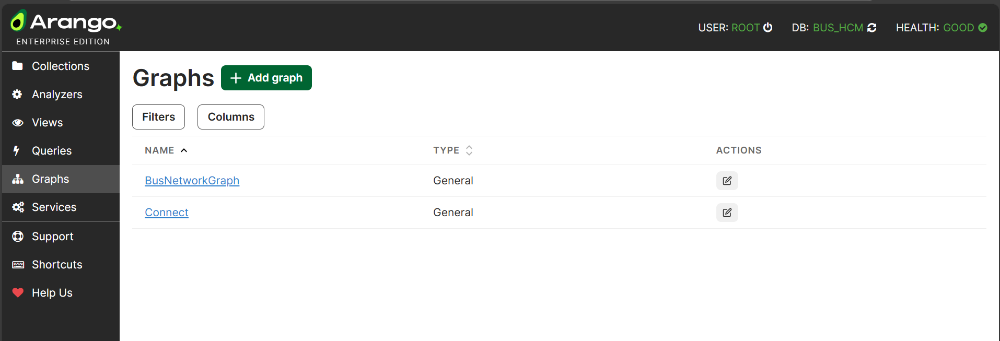 Arango
ENTERPRISE EDITION
USER: ROOT DB: BUS_HCM HEALTH: GOOD
Collections
Analyzers
Views
Queries
Graphs
Services
Support
Shortcuts
Help Us
Graphs
Add graph
Filters Columns
NAME TYPE ACTIONS
BusNetworkGraph General
Connect General